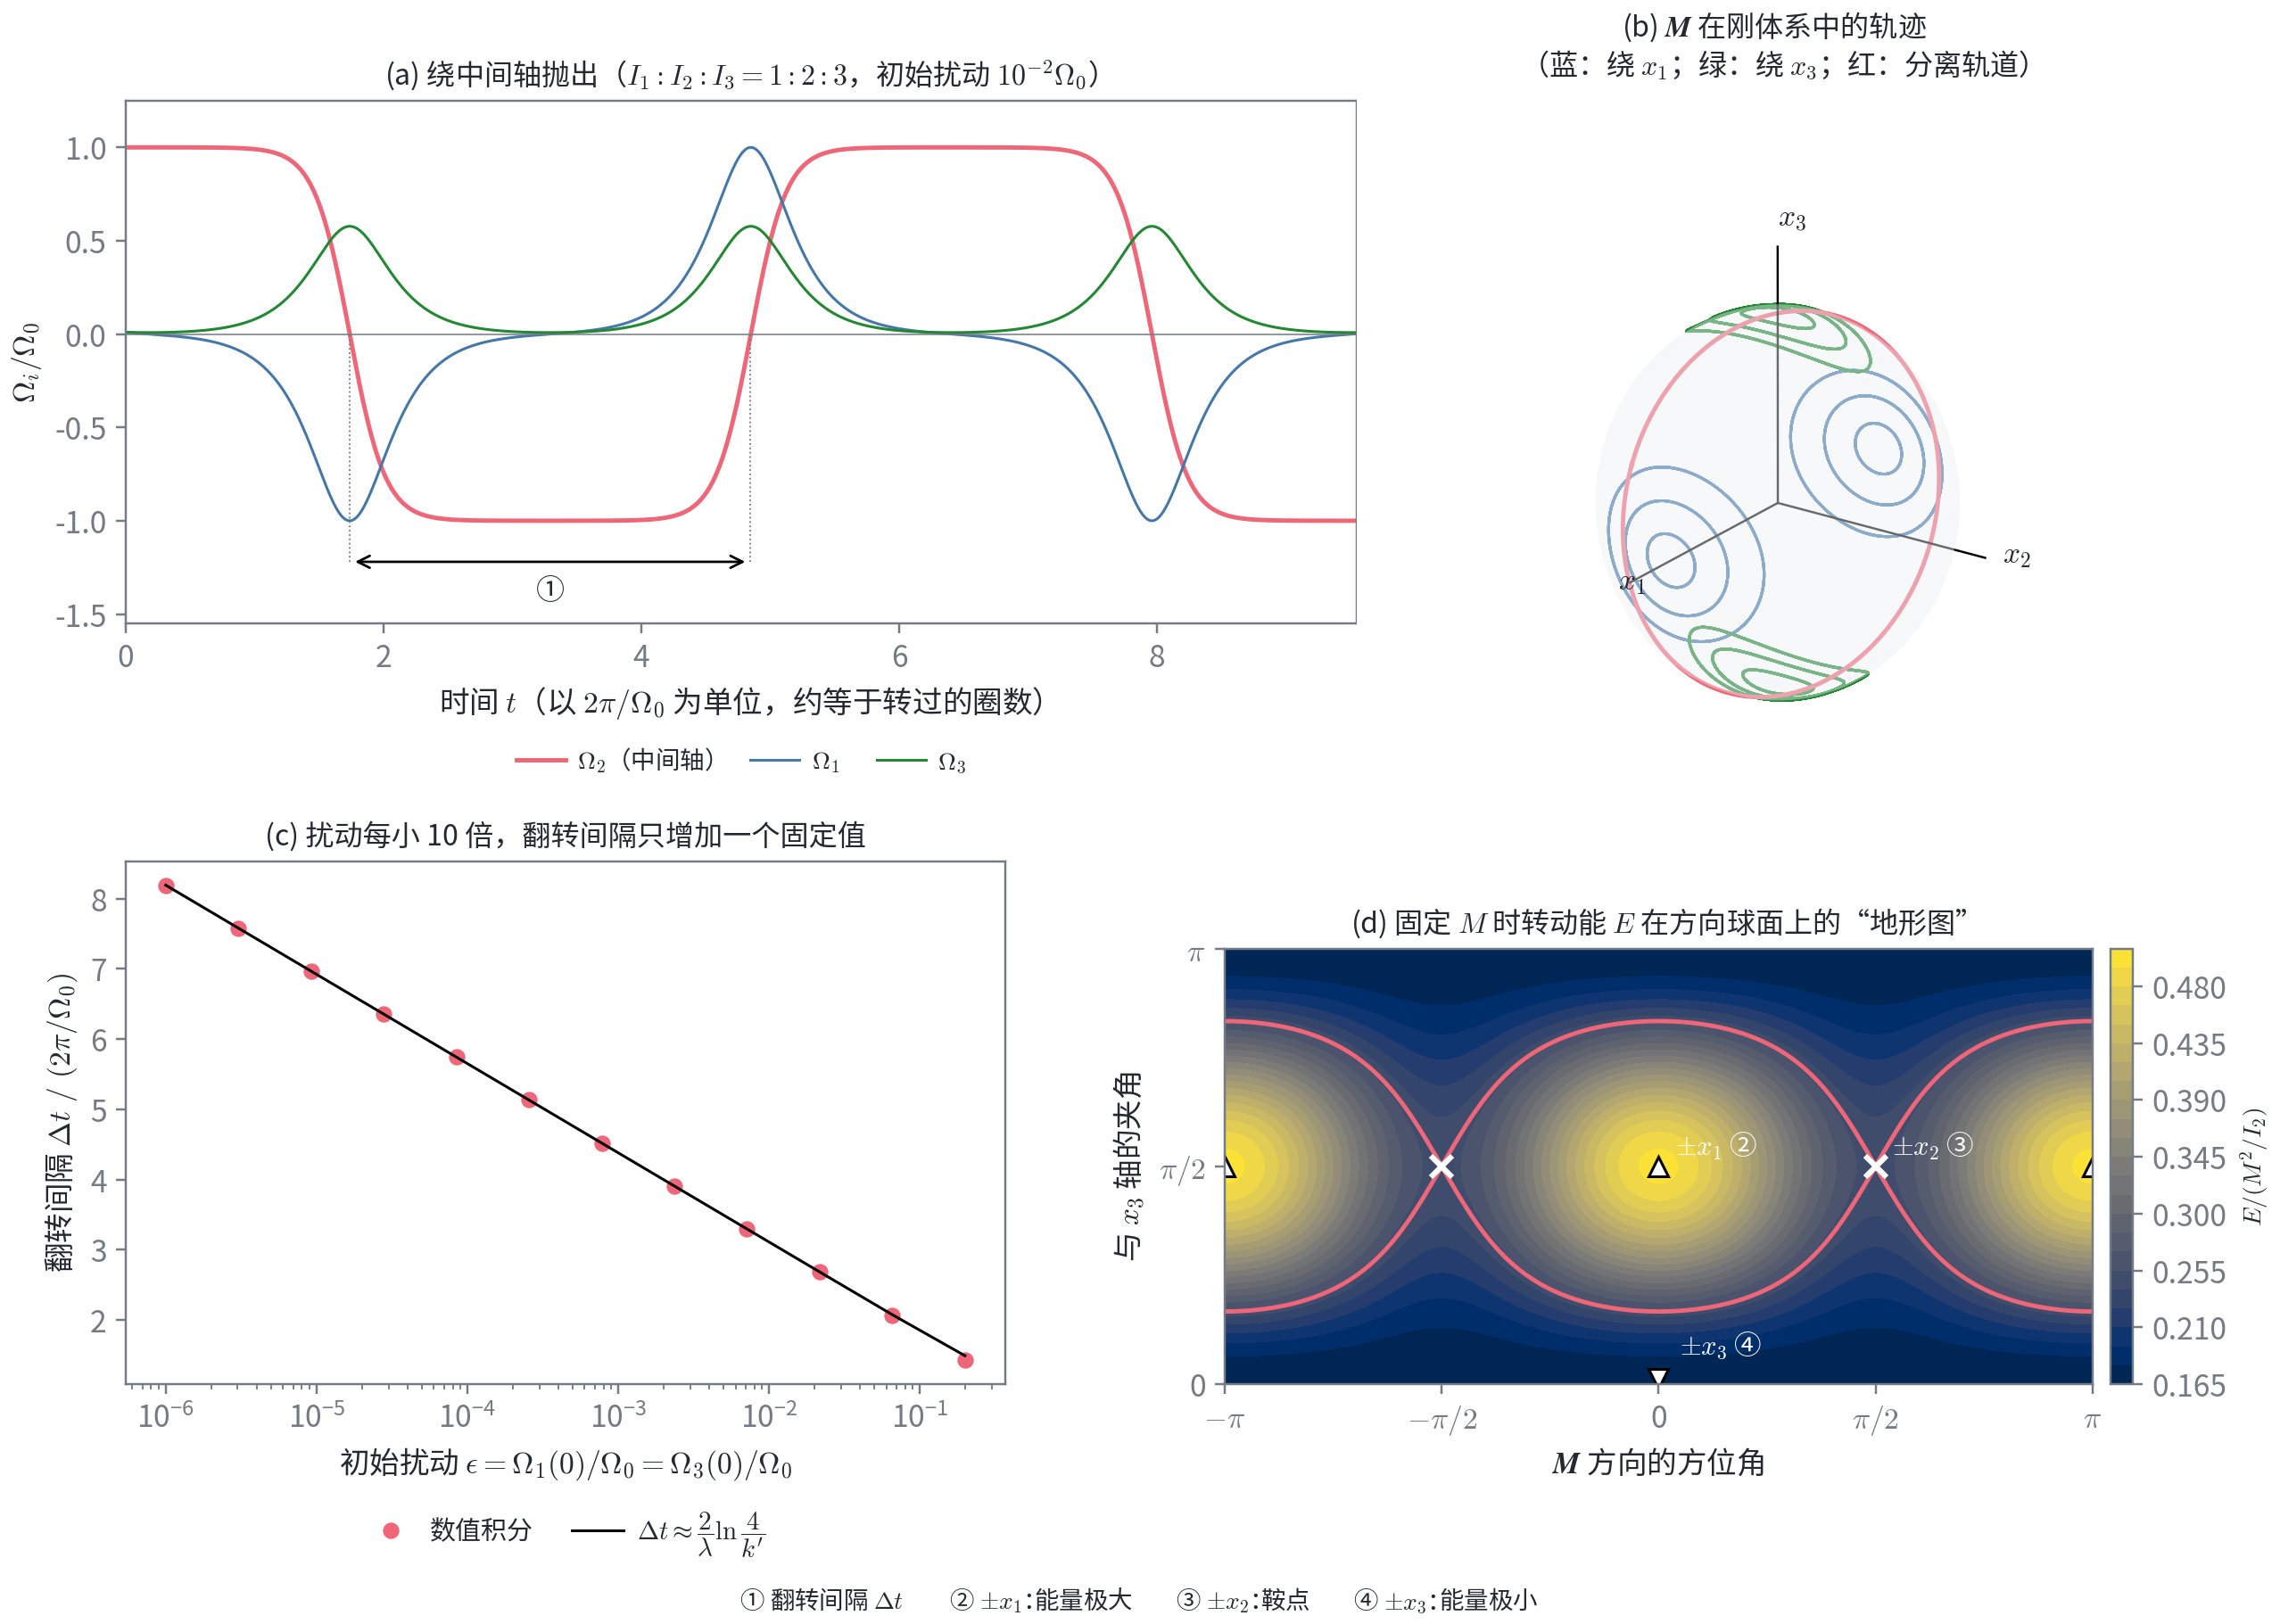 (a) 绕中间轴抛出（I₁ : I₂ : I₃ = 1 : 2 : 3，初始扰动 10⁻²Ω₀）
1.0
0.5
0.0
-0.5
-1.0
-1.5
Ωᵢ/Ω₀
①
0 2 4 6 8
时间 t（以 2π/Ω₀ 为单位，约等于转过的圈数）
Ω₂（中间轴） Ω₁ Ω₃
(b) M 在刚体系中的轨迹
（蓝：绕 x₁；绿：绕 x₃；红：分离轨道）
x₃
x₂
x₁
(c) 扰动每小 10 倍，翻转间隔只增加一个固定值
8
7
6
5
4
3
2
翻转间隔 Δt / (2π/Ω₀)
10⁻⁶ 10⁻⁵ 10⁻⁴ 10⁻³ 10⁻² 10⁻¹
初始扰动 ϵ = Ω₁(0)/Ω₀ = Ω₃(0)/Ω₀
数值积分 Δt ≈ 2/λ ln 4/k′
(d) 固定 M 时转动能 E 在方向球面上的“地形图”
π
π/2
0
与 x₃ 轴的夹角
±x₁ ②
±x₂ ③
±x₃ ④
−π −π/2 0 π/2 π
M 方向的方位角
0.480
0.435
0.390
0.345
0.300
0.255
0.210
0.165
E/(M²/I₂)
① 翻转间隔 Δt ② ±x₁:能量极大 ③ ±x₂:鞍点 ④ ±x₃:能量极小